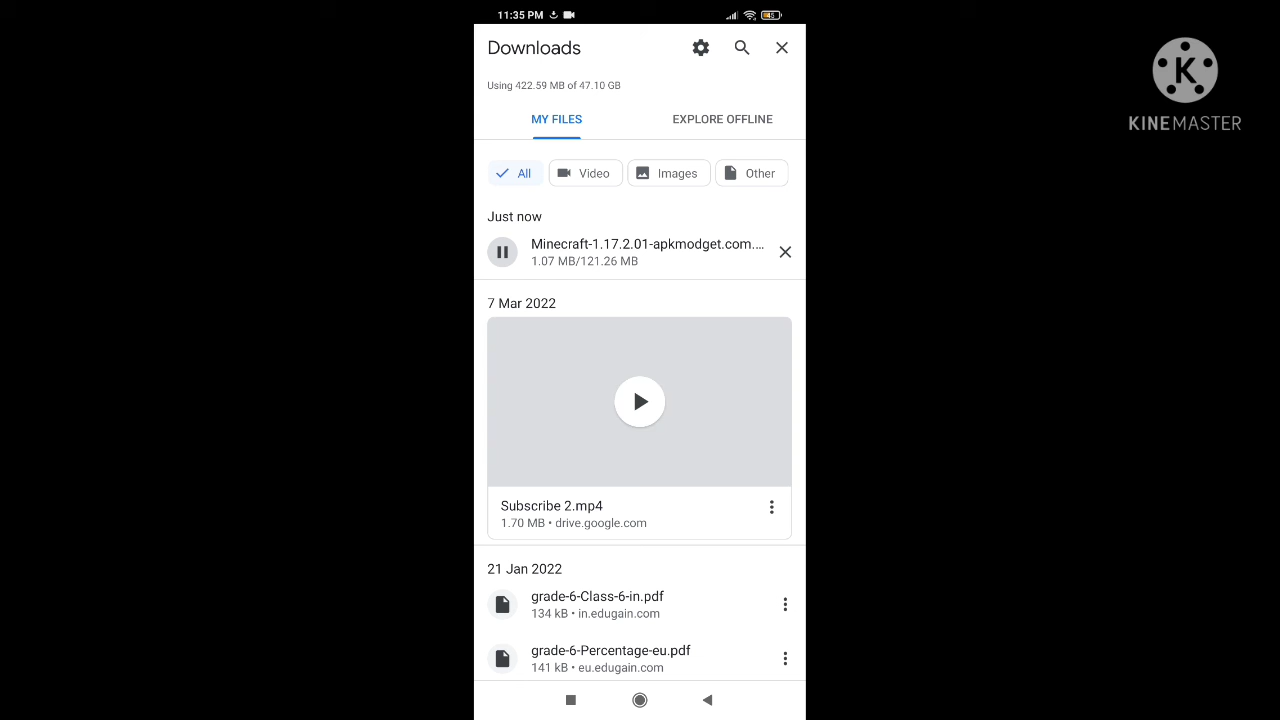 11:35 PM
45
Downloads
Using 422.59 MB of 47.10 GB
MY FILES
EXPLORE OFFLINE
All
Video
Images
Other
Just now
Minecraft-1.17.2.01-apkmodget.com....
1.07 MB/121.26 MB
7 Mar 2022
Subscribe 2.mp4
1.70 MB • drive.google.com
21 Jan 2022
grade-6-Class-6-in.pdf
134 kB • in.edugain.com
grade-6-Percentage-eu.pdf
141 kB • eu.edugain.com
K
KINEMASTER